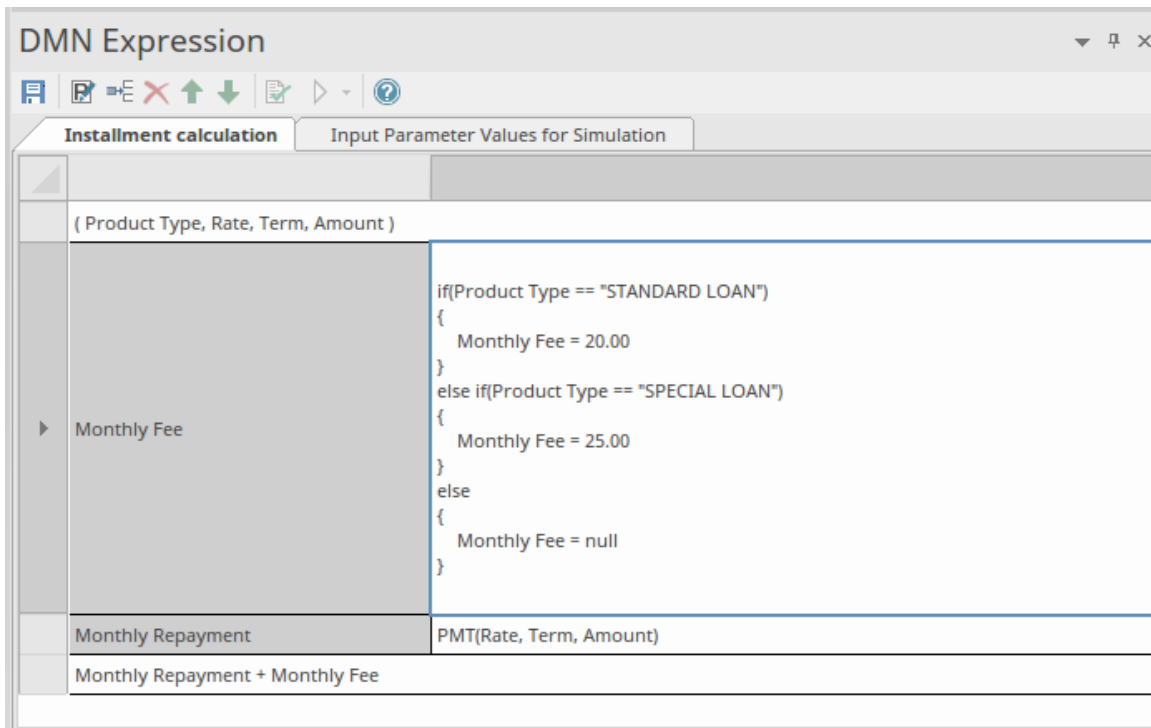 DMN Expression
Installment calculation
Input Parameter Values for Simulation
( Product Type, Rate, Term, Amount )
Monthly Fee
if(Product Type == "STANDARD LOAN")
{
Monthly Fee = 20.00
}
else if(Product Type == "SPECIAL LOAN")
{
Monthly Fee = 25.00
}
else
{
Monthly Fee = null
}
Monthly Repayment
PMT(Rate, Term, Amount)
Monthly Repayment + Monthly Fee